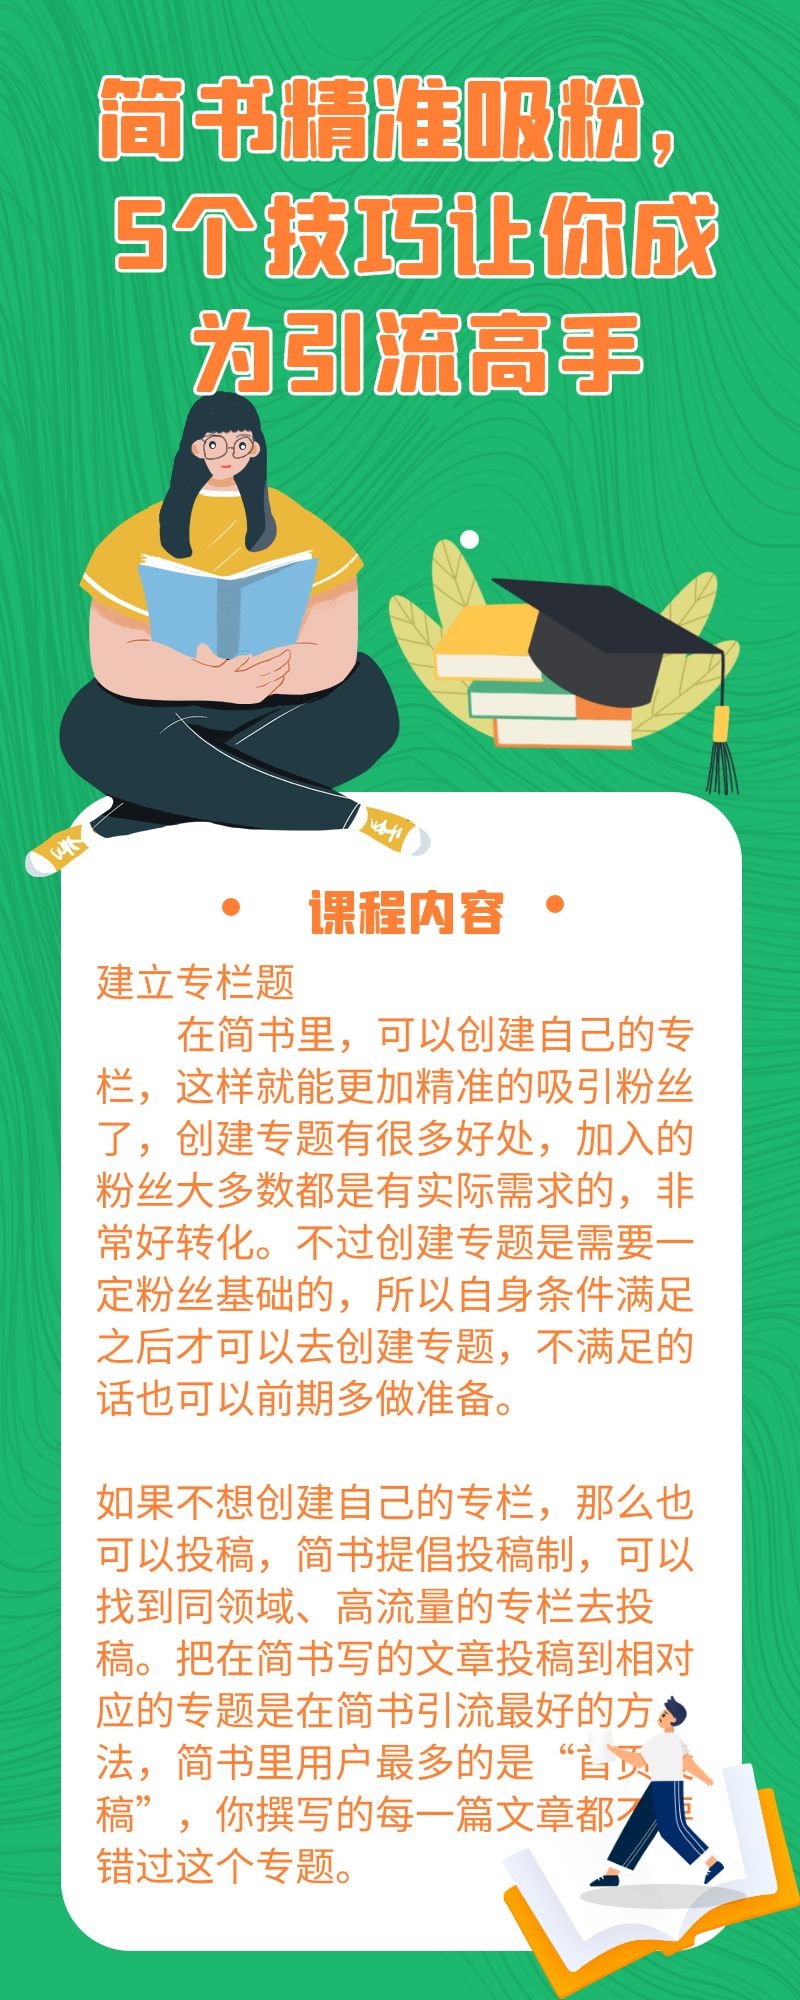 简书精准吸粉，
5个技巧让你成
为引流高手
课程内容
建立专栏题
在简书里，可以创建自己的专
栏，这样就能更加精准的吸引粉丝
了，创建专题有很多好处，加入的
粉丝大多数都是有实际需求的，非
常好转化。不过创建专题是需要一
定粉丝基础的，所以自身条件满足
之后才可以去创建专题，不满足的
话也可以前期多做准备。
如果不想创建自己的专栏，那么也
可以投稿，简书提倡投稿制，可以
找到同领域、高流量的专栏去投
稿。把在简书写的文章投稿到相对
应的专题是在简书引流最好的方
法，简书里用户最多的是“首页
稿”，你撰写的每一篇文章都不要
错过这个专题。